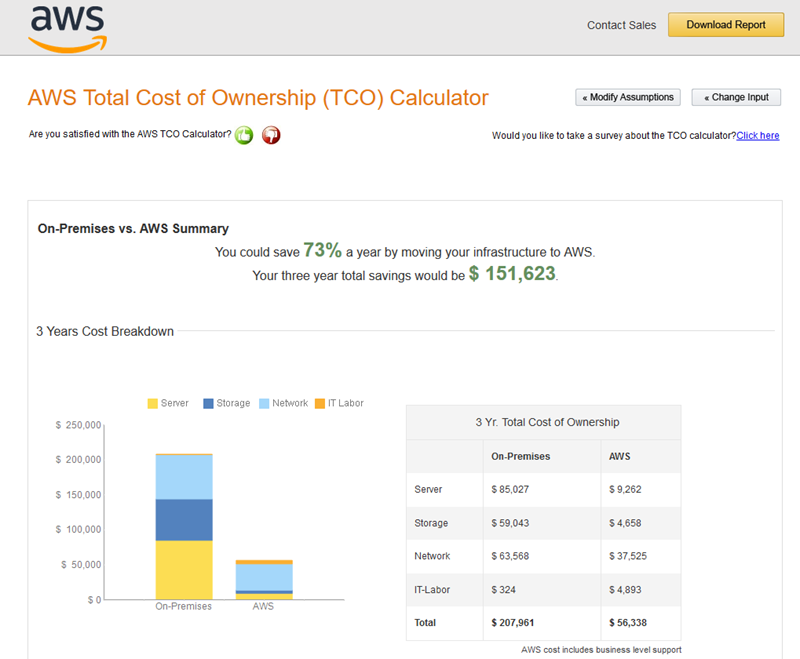 aws
Contact Sales
Download Report
AWS Total Cost of Ownership (TCO) Calculator
« Modify Assumptions
« Change Input
Are you satisfied with the AWS TCO Calculator?
Would you like to take a survey about the TCO calculator?Click here
On-Premises vs. AWS Summary
You could save 73% a year by moving your infrastructure to AWS.
Your three year total savings would be $ 151,623.
3 Years Cost Breakdown
Server Storage Network IT Labor
$ 250,000
$ 200,000
$ 150,000
$ 100,000
$ 50,000
$ 0
On-Premises AWS
3 Yr. Total Cost of Ownership
On-Premises AWS
Server $ 85,027 $ 9,262
Storage $ 59,043 $ 4,658
Network $ 63,568 $ 37,525
IT-Labor $ 324 $ 4,893
Total $ 207,961 $ 56,338
AWS cost includes business level support